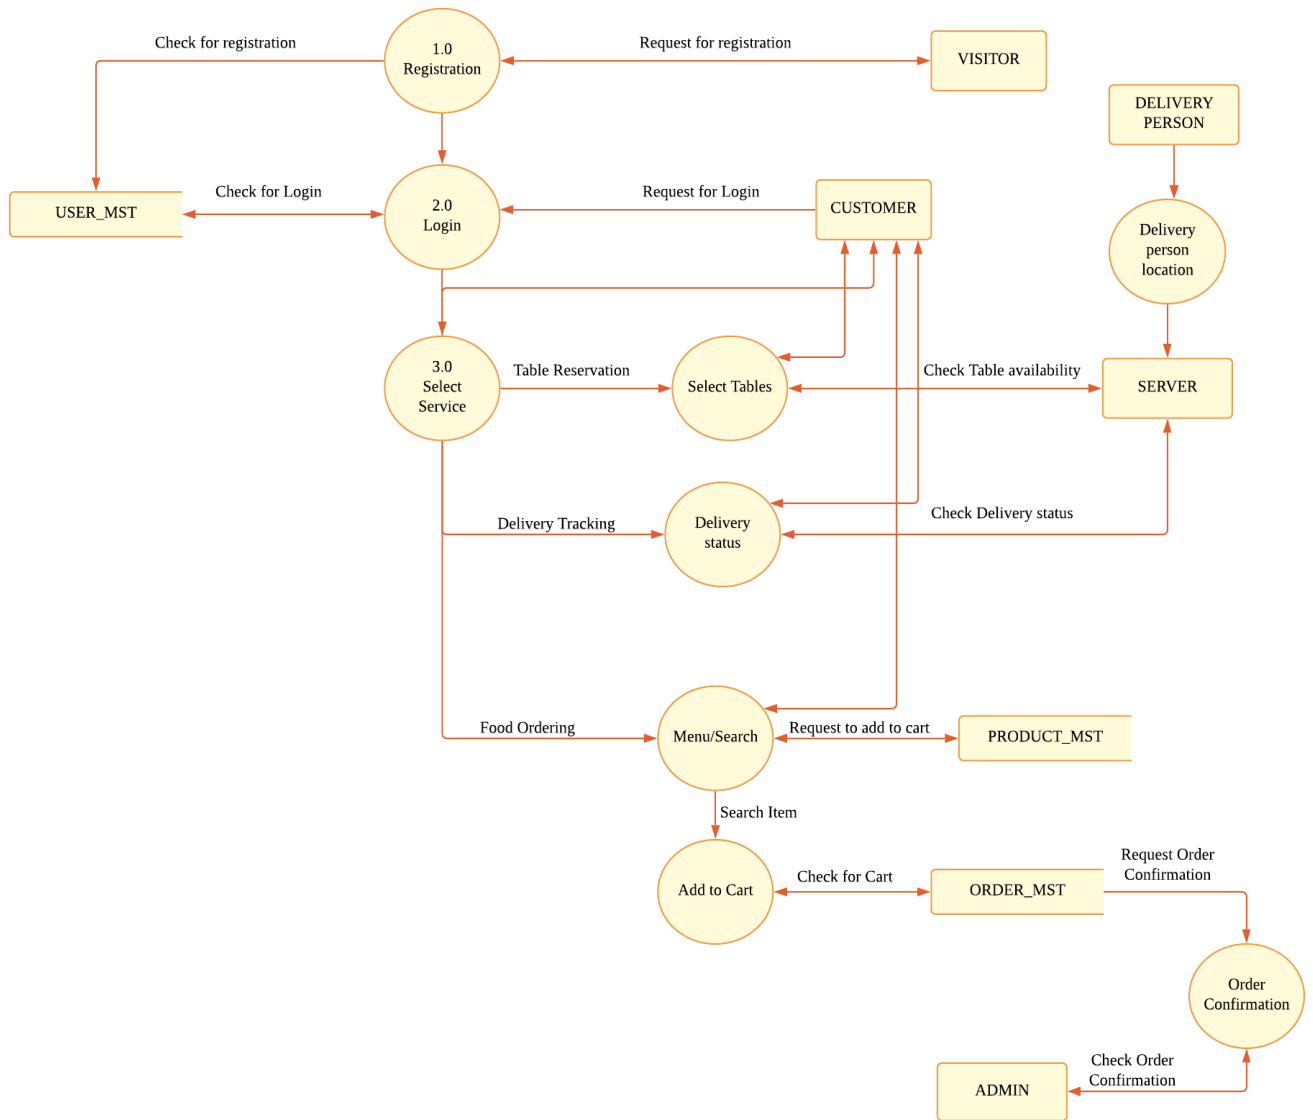 Check for registration
1.0
Registration
Request for registration
VISITOR
DELIVERY
PERSON
USER_MST
Check for Login
2.0
Login
Request for Login
CUSTOMER
Delivery
person
location
3.0
Select
Service
Table Reservation
Select Tables
Check Table availability
SERVER
Delivery Tracking
Delivery
status
Check Delivery status
Food Ordering
Menu/Search
Request to add to cart
PRODUCT_MST
Search Item
Add to Cart
Check for Cart
ORDER_MST
Request Order
Confirmation
Order
Confirmation
Check Order
Confirmation
ADMIN